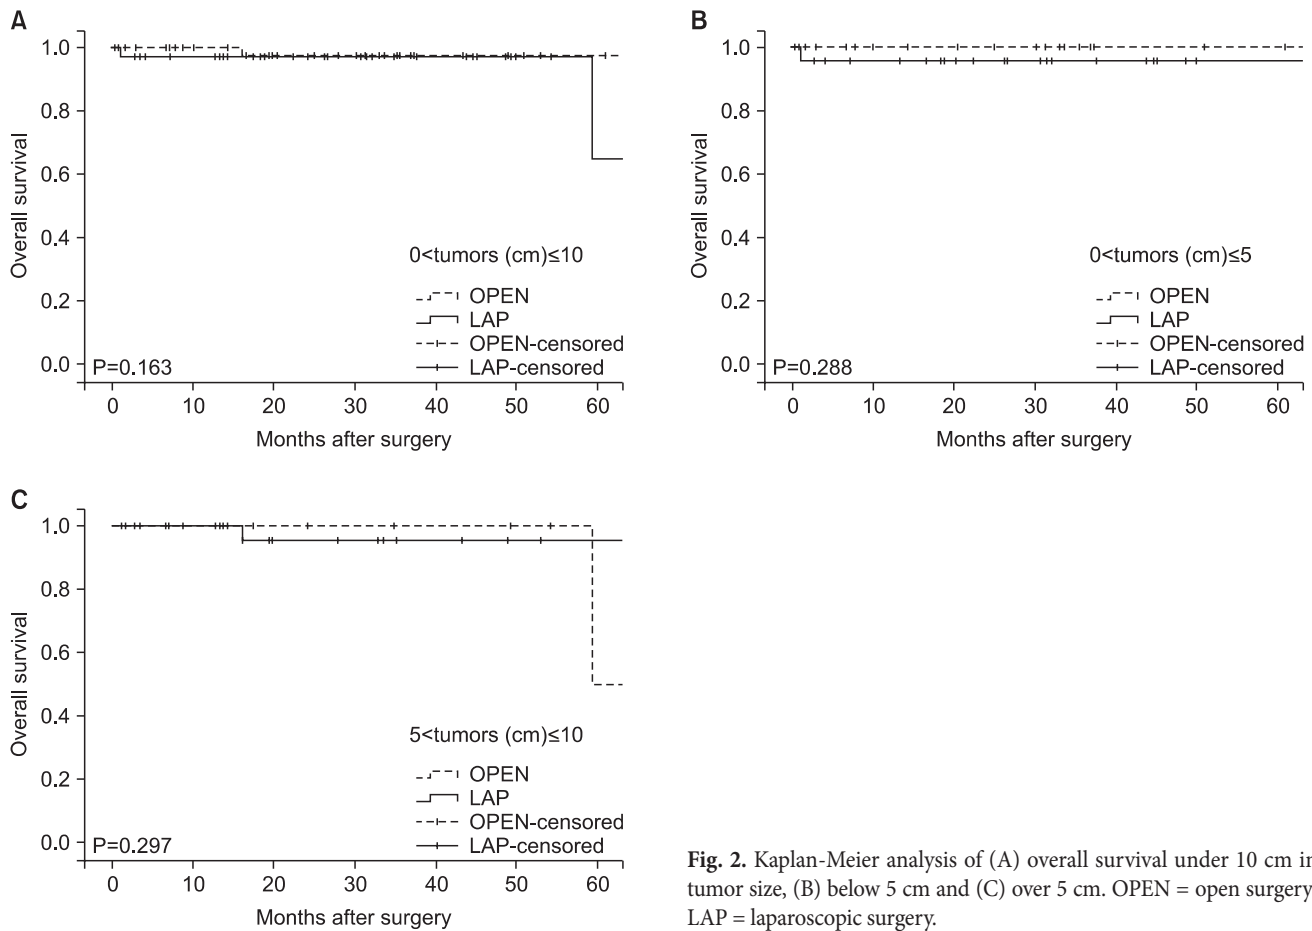 A
1.0
0.8
0.6
0.4
0.2
0.0
Overall survival
0<tumors (cm)≤10
OPEN
LAP
OPEN-censored
LAP-censored
P=0.163
0 10 20 30 40 50 60
Months after surgery
B
1.0
0.8
0.6
0.4
0.2
0.0
Overall survival
0<tumors (cm)≤5
OPEN
LAP
OPEN-censored
LAP-censored
P=0.288
0 10 20 30 40 50 60
Months after surgery
C
1.0
0.8
0.6
0.4
0.2
0.0
Overall survival
5<tumors (cm)≤10
OPEN
LAP
OPEN-censored
LAP-censored
P=0.297
0 10 20 30 40 50 60
Months after surgery
Fig. 2. Kaplan-Meier analysis of (A) overall survival under 10 cm in
tumor size, (B) below 5 cm and (C) over 5 cm. OPEN = open surgery
LAP = laparoscopic surgery.